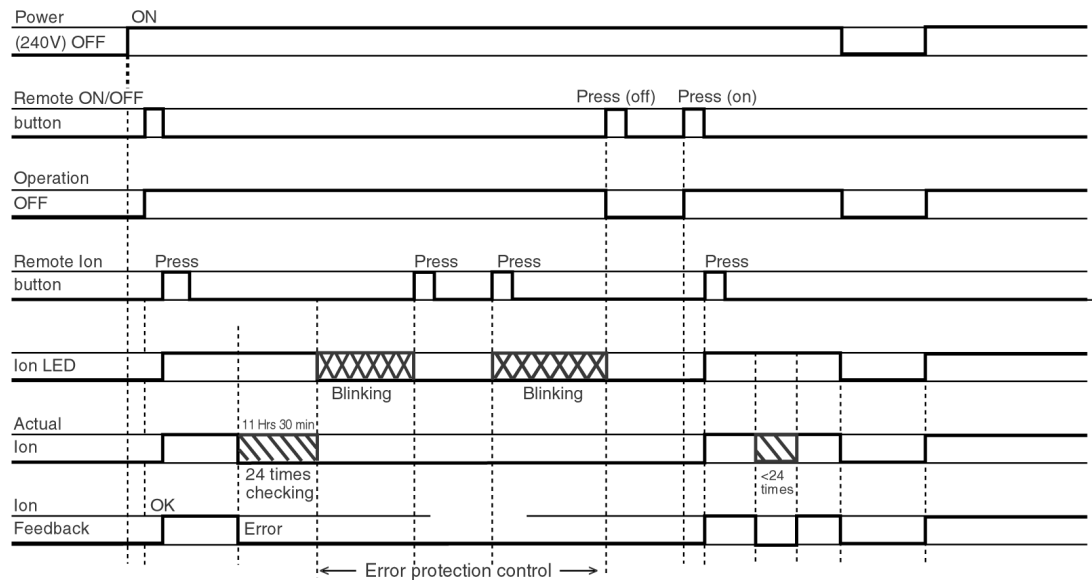 Power ON
(240V) OFF
Remote ON/OFF Press (off) Press (on)
button
Operation
OFF
Remote Ion Press Press Press Press
button
Ion LED
Blinking Blinking
Actual 11 Hrs 30 min
Ion
24 times <24
checking times
Ion OK
Feedback Error
Error protection control